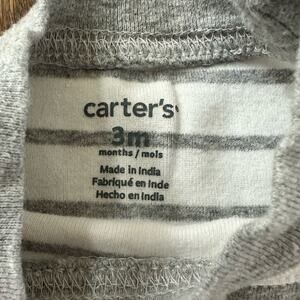 carter's
3m
months / mois
Made in India
Fabriqué en Inde
Hecho en India